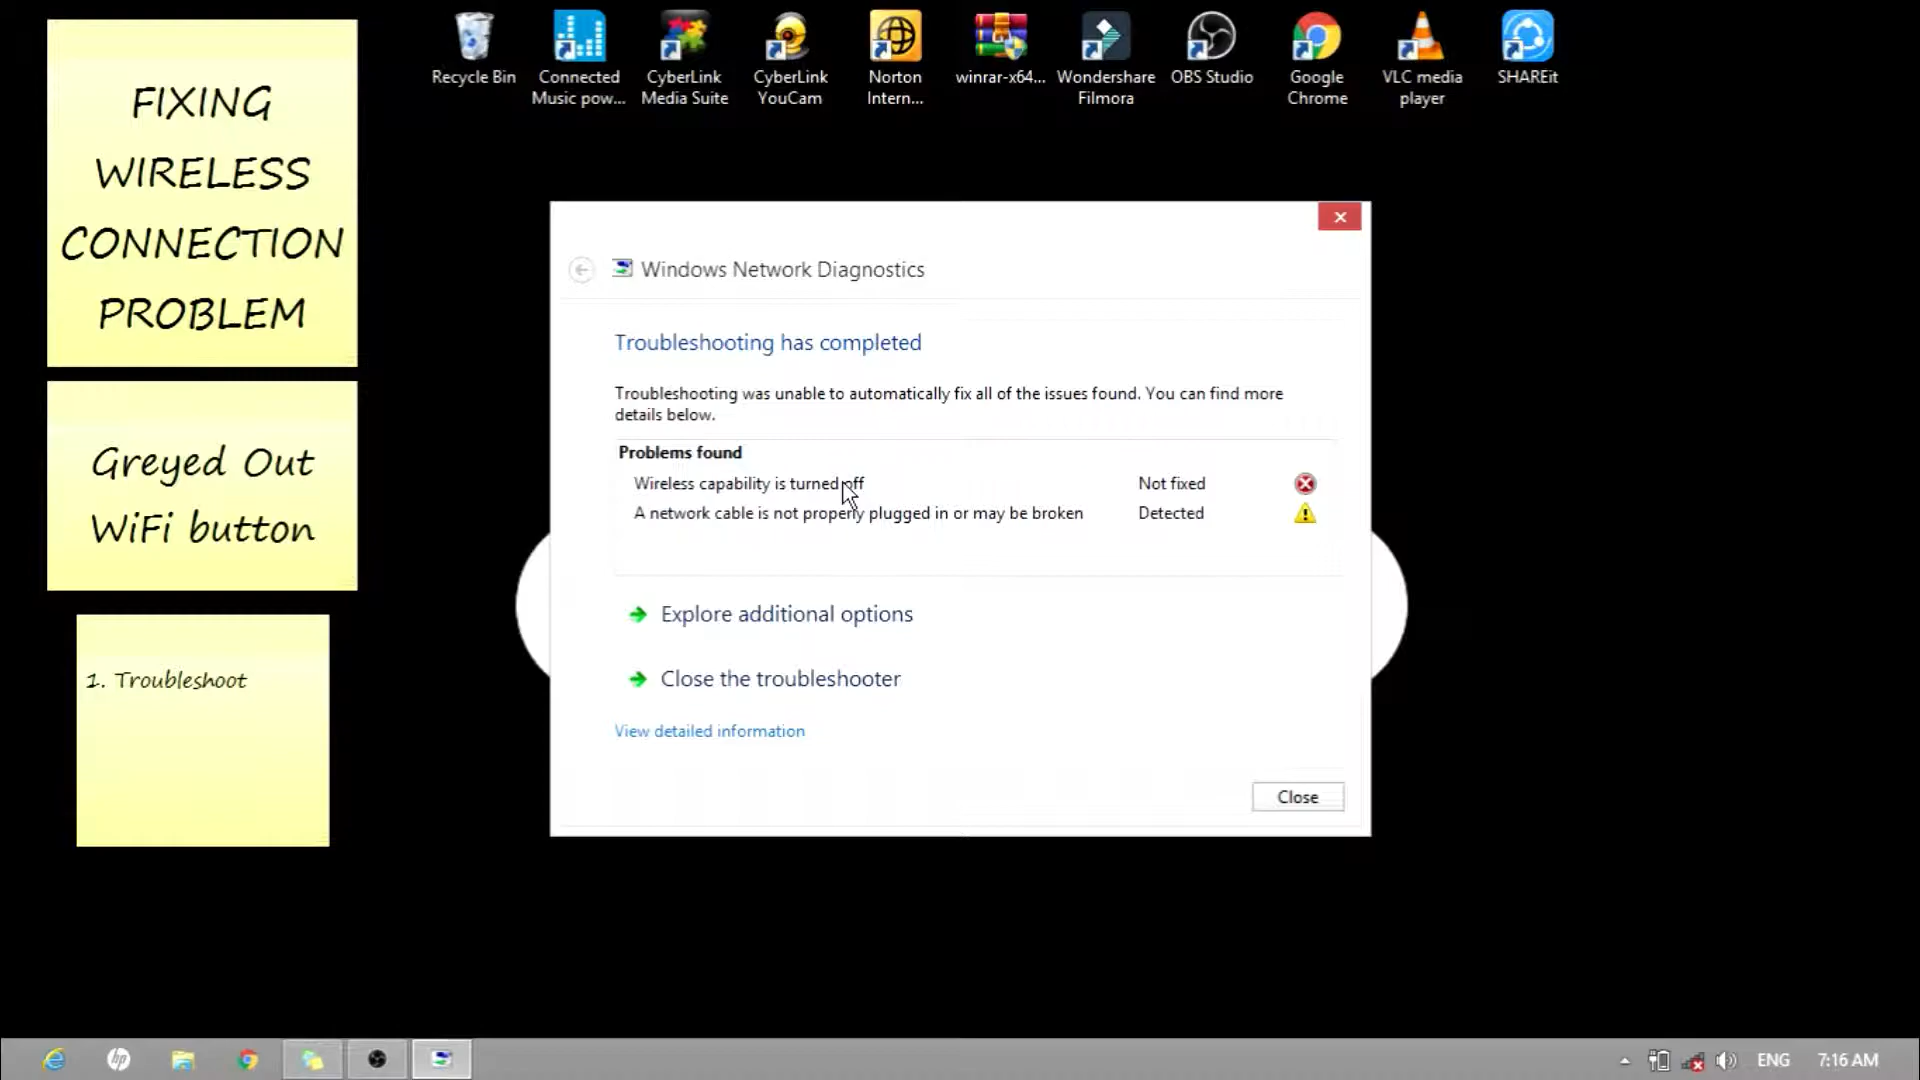 FIXING
WIRELESS
CONNECTION
PROBLEM
Greyed Out
WiFi button
1. Troubleshoot
Recycle Bin
Connected
Music pow...
CyberLink
Media Suite
CyberLink
YouCam
Norton
Intern...
winrar-x64...
Wondershare
Filmora
OBS Studio
Google
Chrome
VLC media
player
SHAREit
Windows Network Diagnostics
Troubleshooting has completed
Troubleshooting was unable to automatically fix all of the issues found. You can find more
details below.
Problems found
Wireless capability is turned off Not fixed
A network cable is not properly plugged in or may be broken Detected
Explore additional options
Close the troubleshooter
View detailed information
Close
hp
ENG 7:16 AM